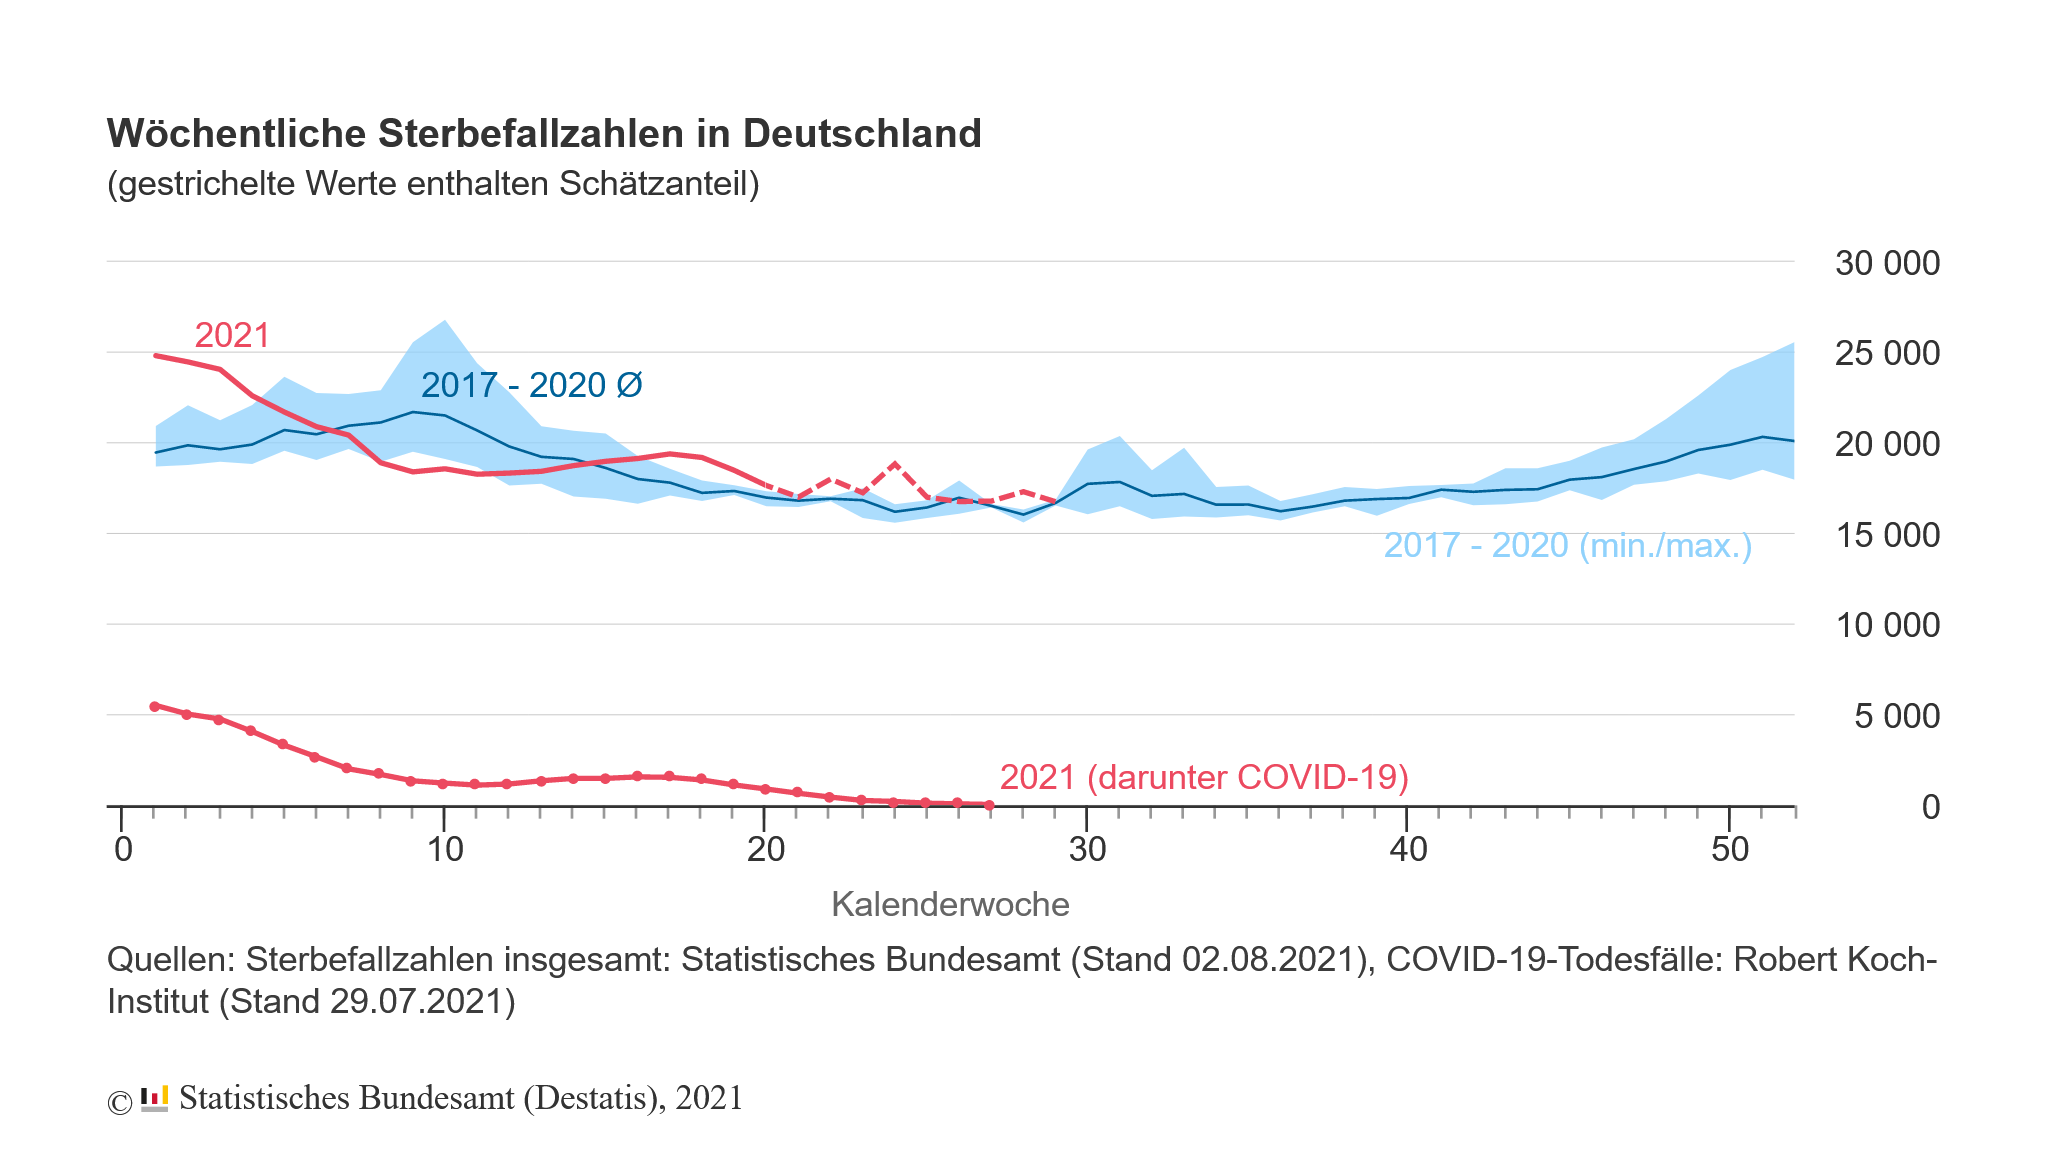 Wöchentliche Sterbefallzahlen in Deutschland
(gestrichelte Werte enthalten Schätzanteil)
30 000
2021
25 000
2017 - 2020 Ø
20 000
15 000
2017 - 2020 (min./max.)
10 000
5 000
2021 (darunter COVID-19)
0
0 10 20 30 40 50
Kalenderwoche
Quellen: Sterbefallzahlen insgesamt: Statistisches Bundesamt (Stand 02.08.2021), COVID-19-Todesfälle: Robert Koch-
Institut (Stand 29.07.2021)
© Statistisches Bundesamt (Destatis), 2021